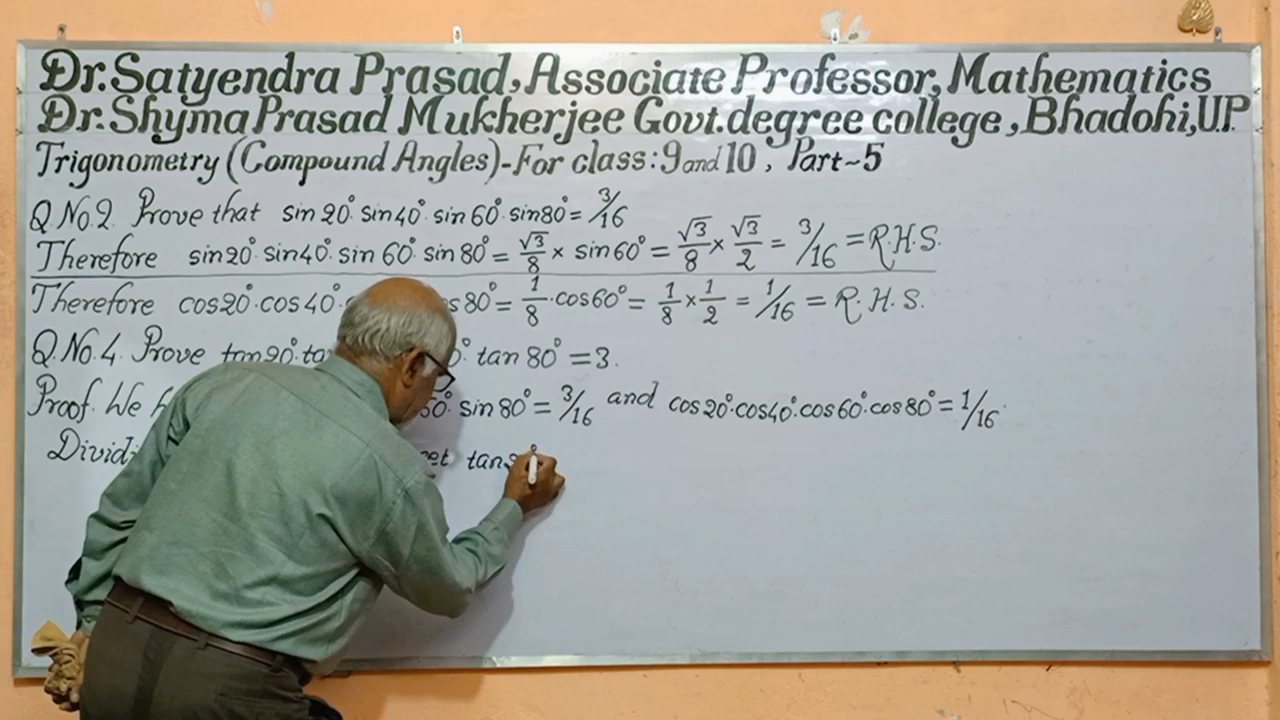 Dr. Satyendra Prasad, Associate Professor, Mathematics
Dr. Shyma Prasad Mukherjee Govt. degree college, Bhadohi, U.P
Trigonometry (Compound Angles)-For class: 9 and 10, Part-5
Q.No.2. Prove that sin20°.sin40°.sin60°.sin80° = 3/16
Therefore sin20°.sin40°.sin60°.sin80° = √3/8 × sin60° = √3/8 × √3/2 = 3/16 = R.H.S.
Therefore cos20°.cos40° 80° = 1/8.cos60° = 1/8 × 1/2 = 1/16 = R.H.S.
Q.No.4. Prove tan20°. tan80° = 3.
Proof. We sin80° = 3/16 and cos20°.cos40°.cos60°.cos80° = 1/16.
tan